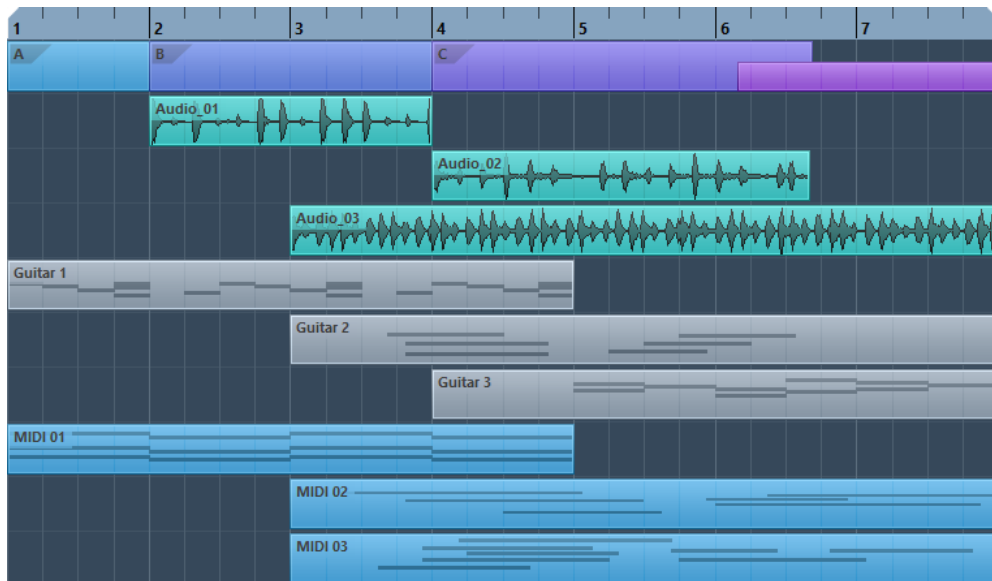 1 2 3 4 5 6 7
A B C
Audio_01
Audio_02
Audio_03
Guitar 1
Guitar 2
Guitar 3
MIDI 01
MIDI 02
MIDI 03